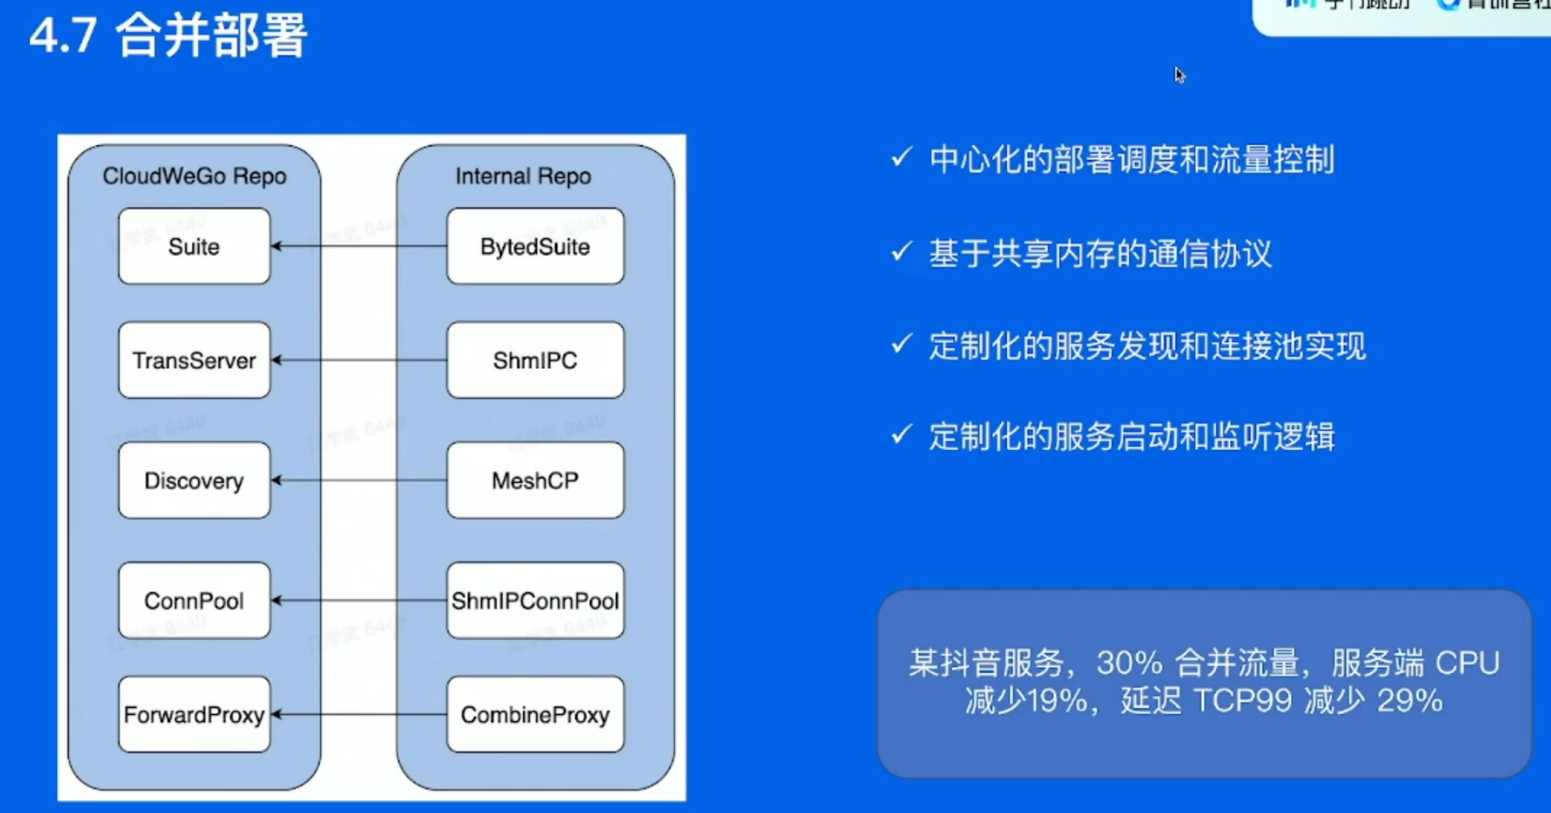 4.7 合并部署
CloudWeGo Repo
Internal Repo
Suite
BytedSuite
TransServer
ShmIPC
Discovery
MeshCP
ConnPool
ShmIPConnPool
ForwardProxy
CombineProxy
✓ 中心化的部署调度和流量控制
✓ 基于共享内存的通信协议
✓ 定制化的服务发现和连接池实现
✓ 定制化的服务启动和监听逻辑
某抖音服务，30% 合并流量，服务端 CPU
减少19%，延迟 TCP99 减少 29%